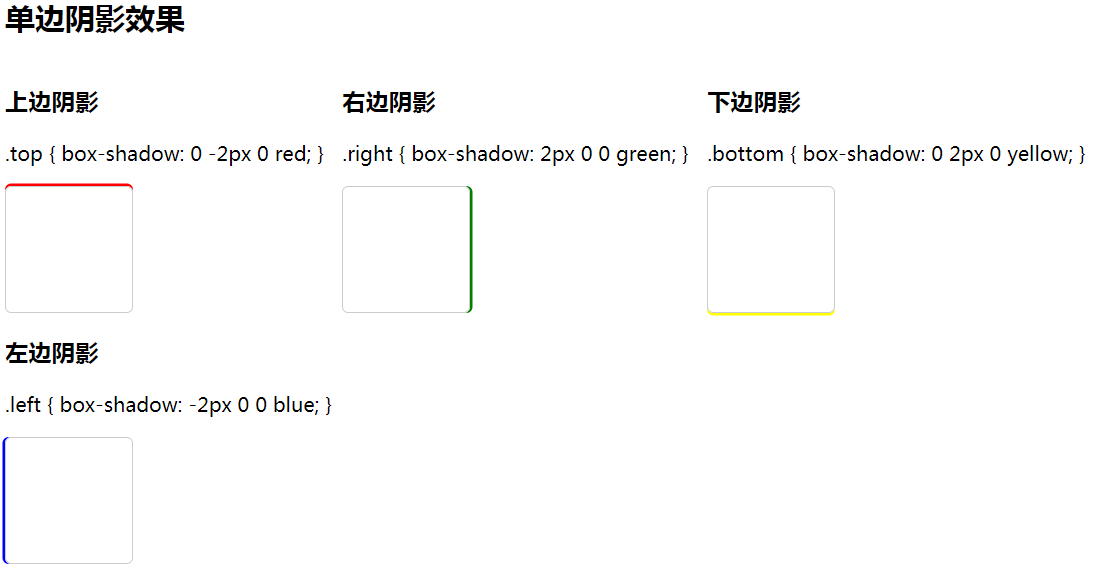 单边阴影效果
上边阴影
.top { box-shadow: 0 -2px 0 red; }
右边阴影
.right { box-shadow: 2px 0 0 green; }
下边阴影
.bottom { box-shadow: 0 2px 0 yellow; }
左边阴影
.left { box-shadow: -2px 0 0 blue; }